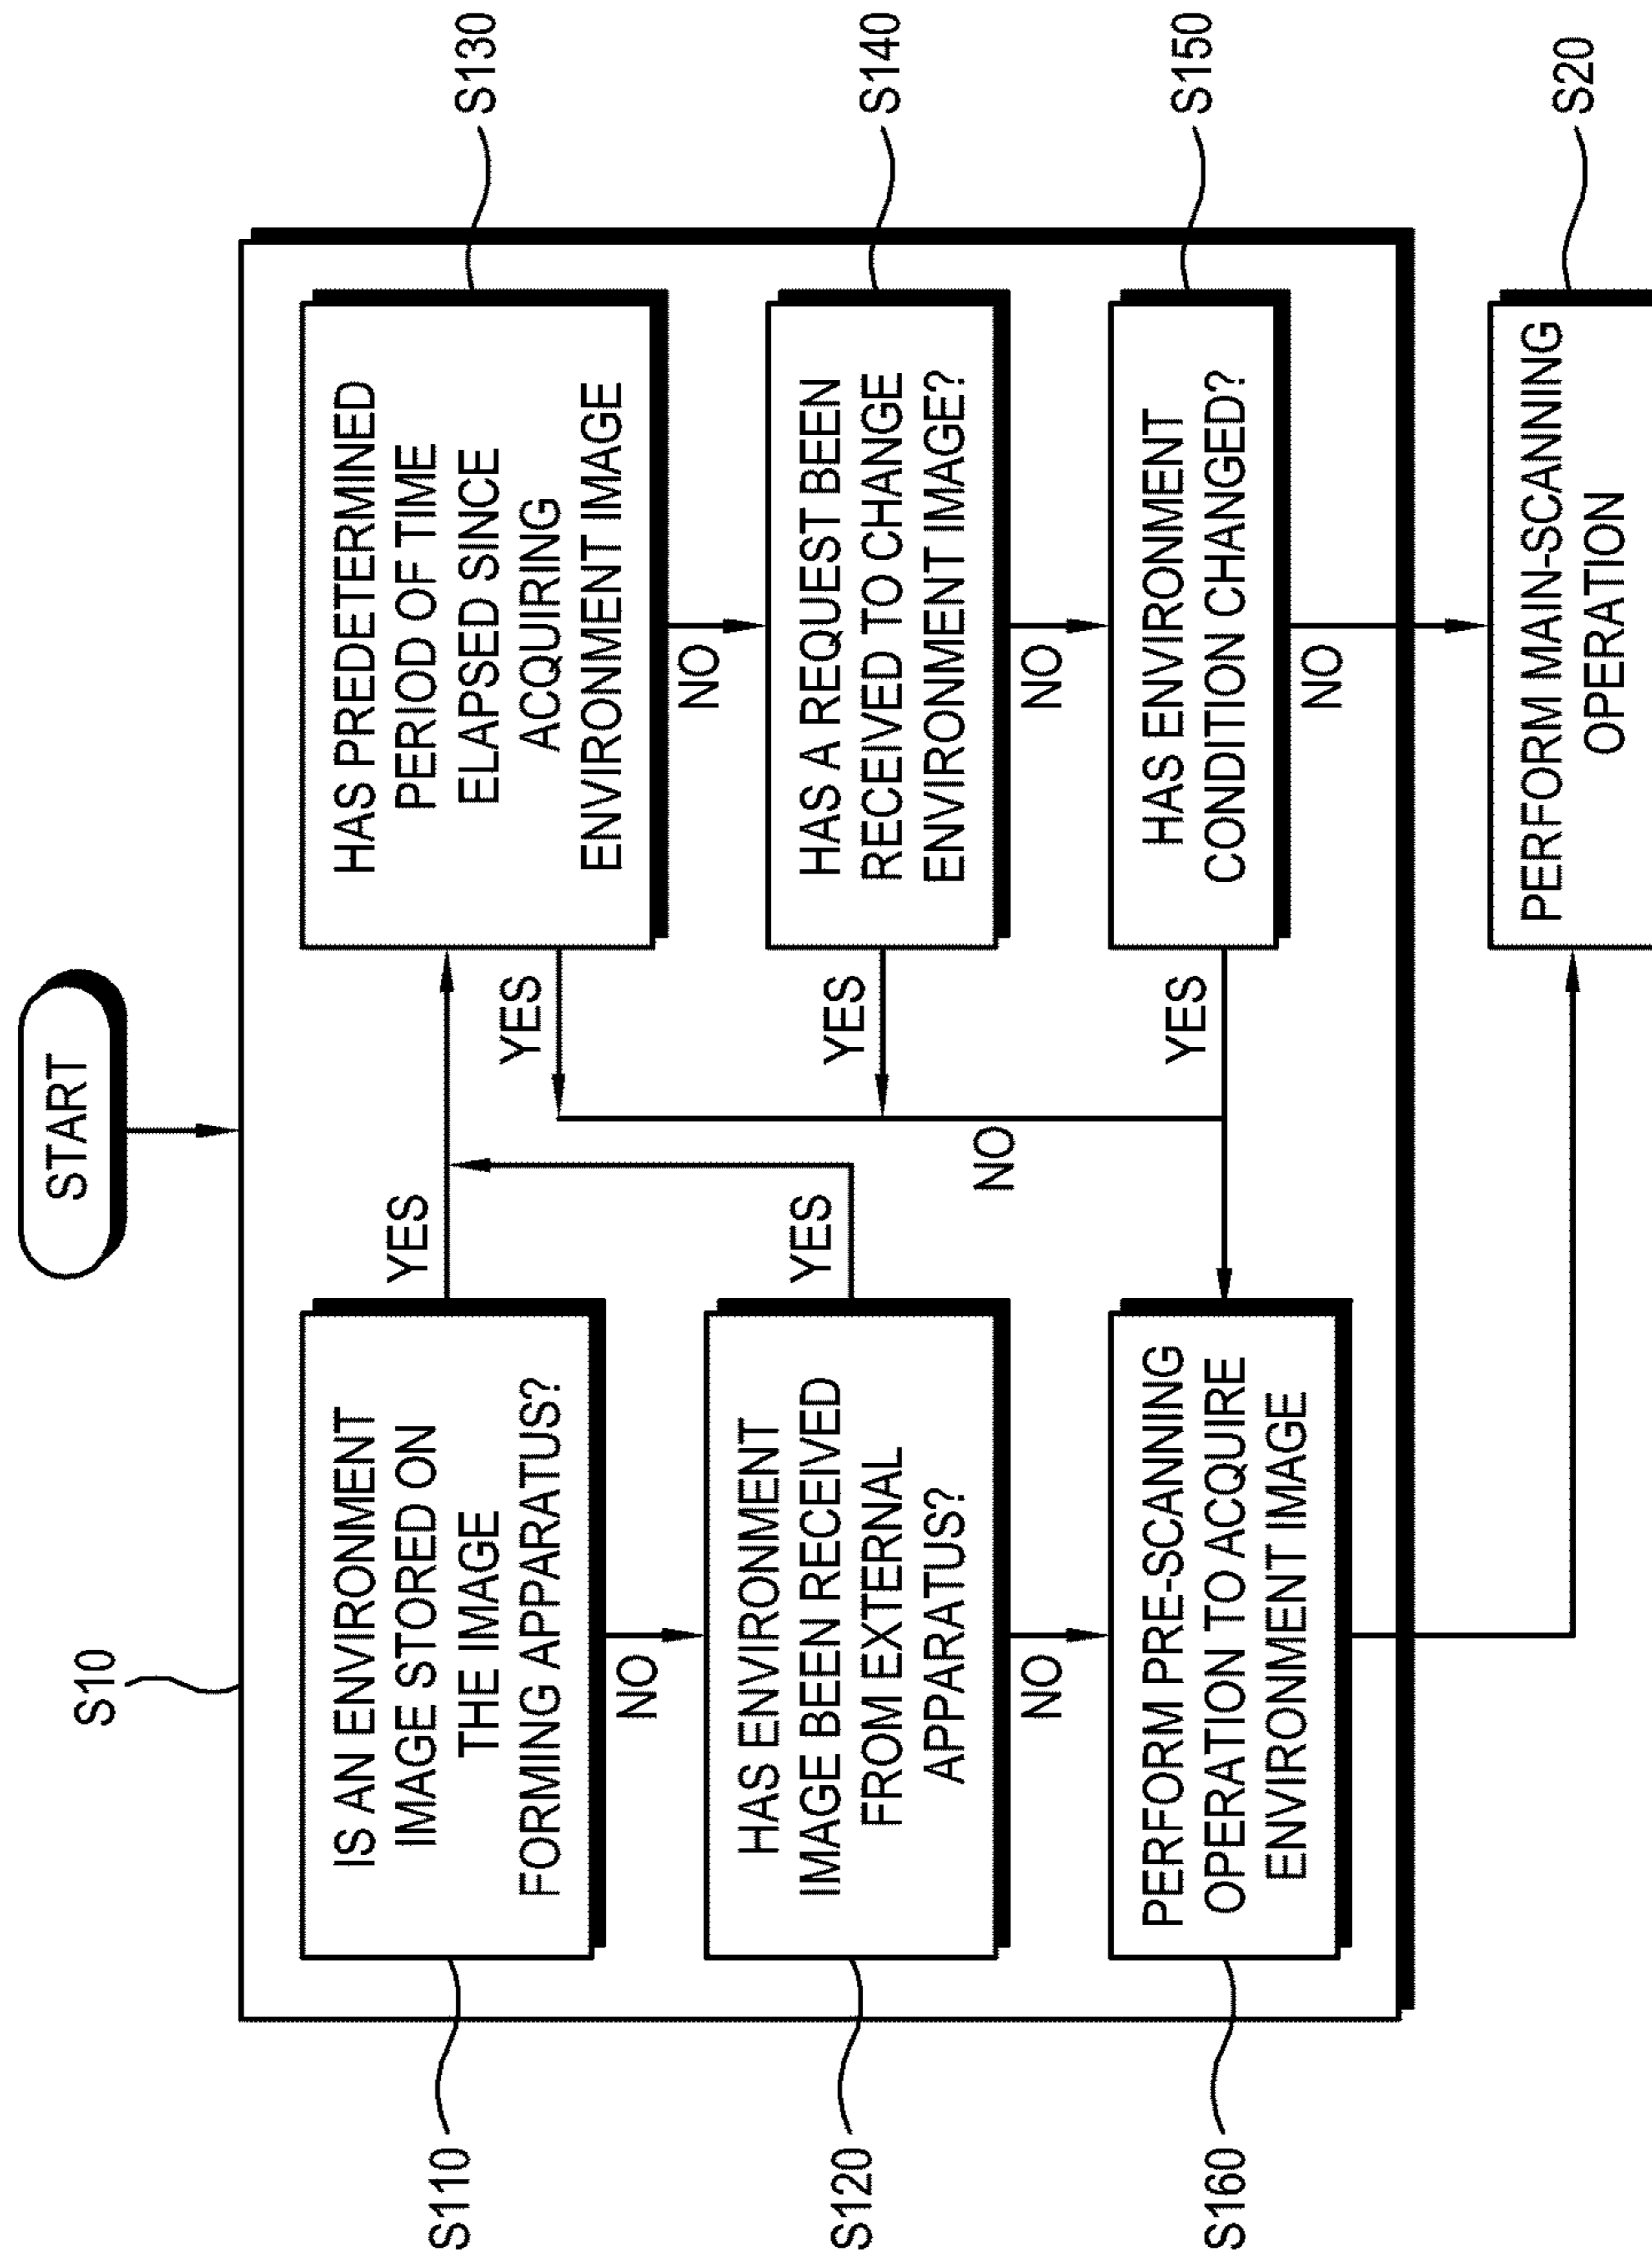 START
S10
S110
IS AN ENVIRONMENT
IMAGE STORED ON
THE IMAGE
FORMING APPARATUS?
YES
NO
S120
HAS ENVIRONMENT
IMAGE BEEN RECEIVED
FROM EXTERNAL
APPARATUS?
YES
NO
S160
PERFORM PRE-SCANNING
OPERATION TO ACQUIRE
ENVIRONMENT IMAGE
S130
HAS PREDETERMINED
PERIOD OF TIME
ELAPSED SINCE
ACQUIRING
ENVIRONMENT IMAGE
YES
NO
S140
HAS A REQUEST BEEN
RECEIVED TO CHANGE
ENVIRONMENT IMAGE?
YES
NO
NO
S150
HAS ENVIRONMENT
CONDITION CHANGED?
YES
NO
S20
PERFORM MAIN-SCANNING
OPERATION